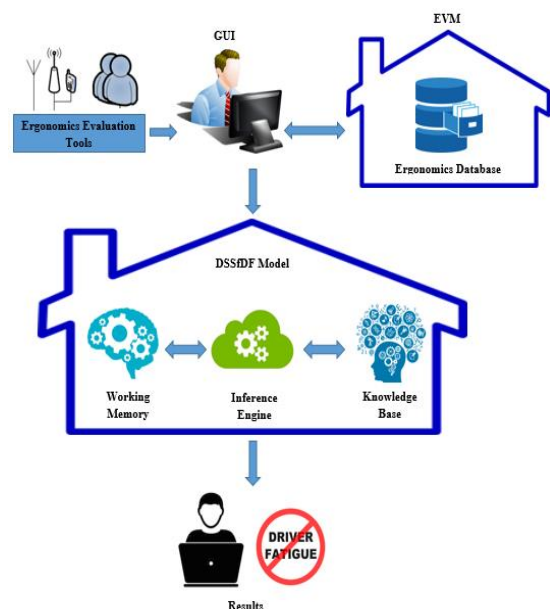 EVM
GUI
Ergonomics Evaluation
Tools
Ergonomics Database
DSSfDF Model
Working
Memory
Inference
Engine
Knowledge
Base
DRIVER
FATIGUE
Results